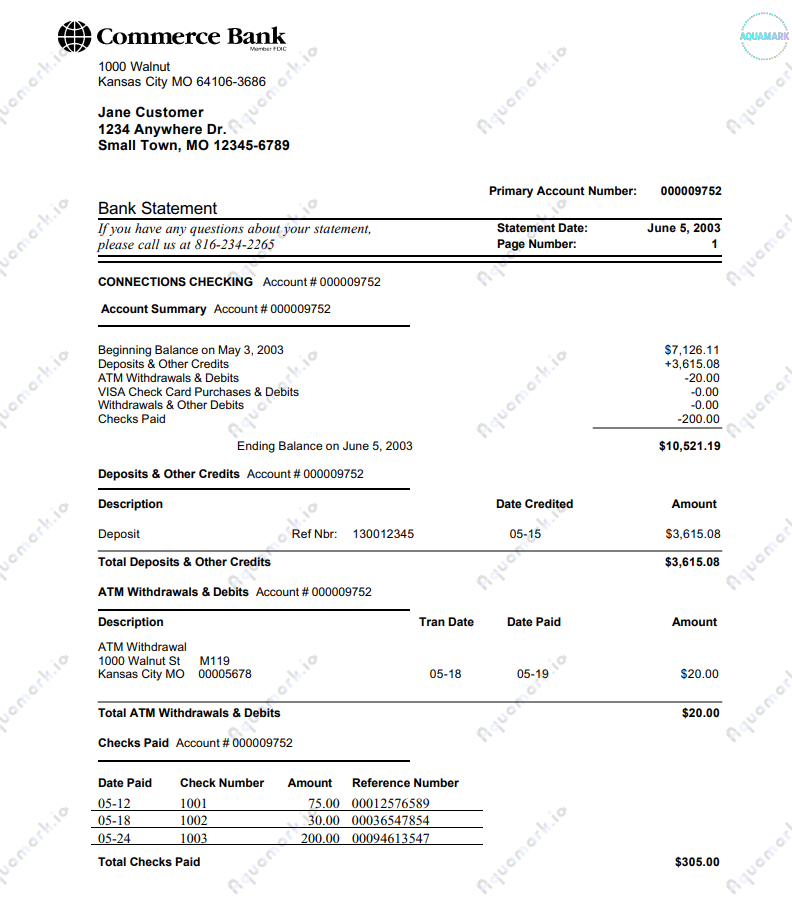 Commerce Bank
Member FDIC
AQUAMARK
1000 Walnut
Kansas City MO 64106-3686
Jane Customer
1234 Anywhere Dr.
Small Town, MO 12345-6789
Primary Account Number: 000009752
Bank Statement
If you have any questions about your statement,
please call us at 816-234-2265
Statement Date: June 5, 2003
Page Number: 1
CONNECTIONS CHECKING Account # 000009752
Account Summary Account # 000009752
Beginning Balance on May 3, 2003 $7,126.11
Deposits & Other Credits +3,615.08
ATM Withdrawals & Debits -20.00
VISA Check Card Purchases & Debits -0.00
Withdrawals & Other Debits -0.00
Checks Paid -200.00
Ending Balance on June 5, 2003 $10,521.19
Deposits & Other Credits Account # 000009752
Description Date Credited Amount
Deposit Ref Nbr: 130012345 05-15 $3,615.08
Total Deposits & Other Credits $3,615.08
ATM Withdrawals & Debits Account # 000009752
Description Tran Date Date Paid Amount
ATM Withdrawal
1000 Walnut St M119
Kansas City MO 00005678 05-18 05-19 $20.00
Total ATM Withdrawals & Debits $20.00
Checks Paid Account # 000009752
Date Paid Check Number Amount Reference Number
05-12 1001 75.00 00012576589
05-18 1002 30.00 00036547854
05-24 1003 200.00 00094613547
Total Checks Paid $305.00
Aquamark.io